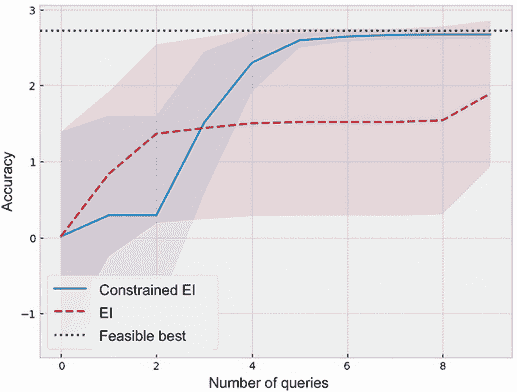 3
2
1
0
−1
Accuracy
Constrained EI
EI
Feasible best
0 2 4 6 8
Number of queries